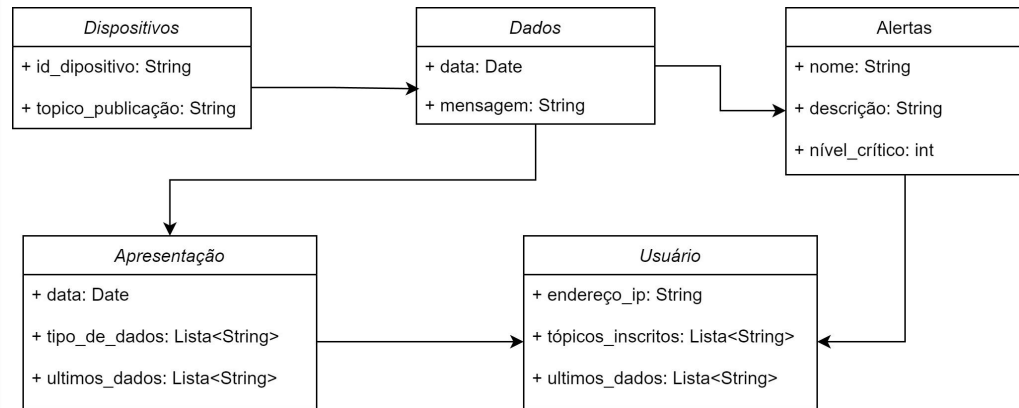 Dispositivos
+ id_dipositivo: String
+ topico_publicação: String
Dados
+ data: Date
+ mensagem: String
Alertas
+ nome: String
+ descrição: String
+ nível_crítico: int
Apresentação
+ data: Date
+ tipo_de_dados: Lista<String>
+ ultimos_dados: Lista<String>
Usuário
+ endereço_ip: String
+ tópicos_inscritos: Lista<String>
+ ultimos_dados: Lista<String>